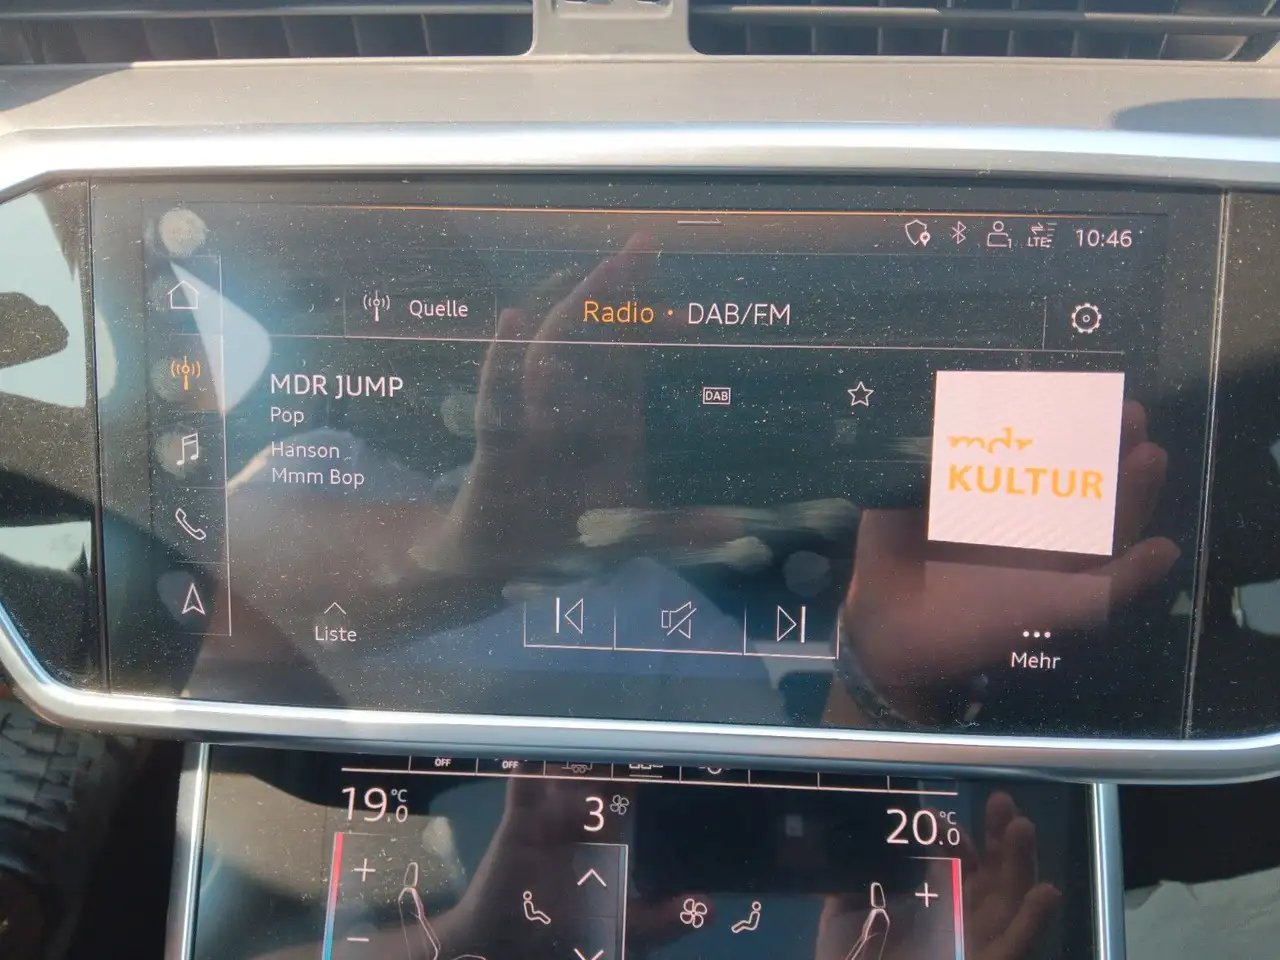 LTE
10:46
Quelle
Radio • DAB/FM
MDR JUMP
DAB
Pop
Hanson
Mmm Bop
mdr
KULTUR
Liste
Mehr
OFF
OFF
19.0 °C
3
20.0 °C